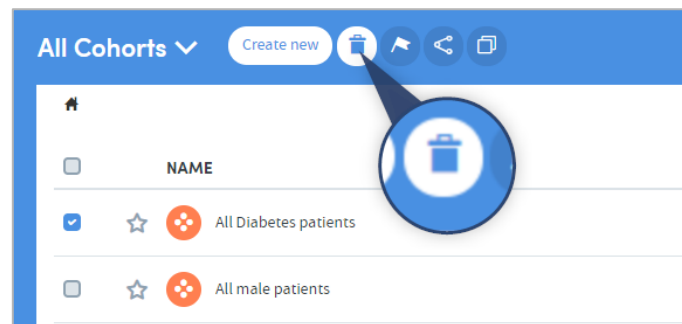 All Cohorts
Create new
NAME
All Diabetes patients
All male patients